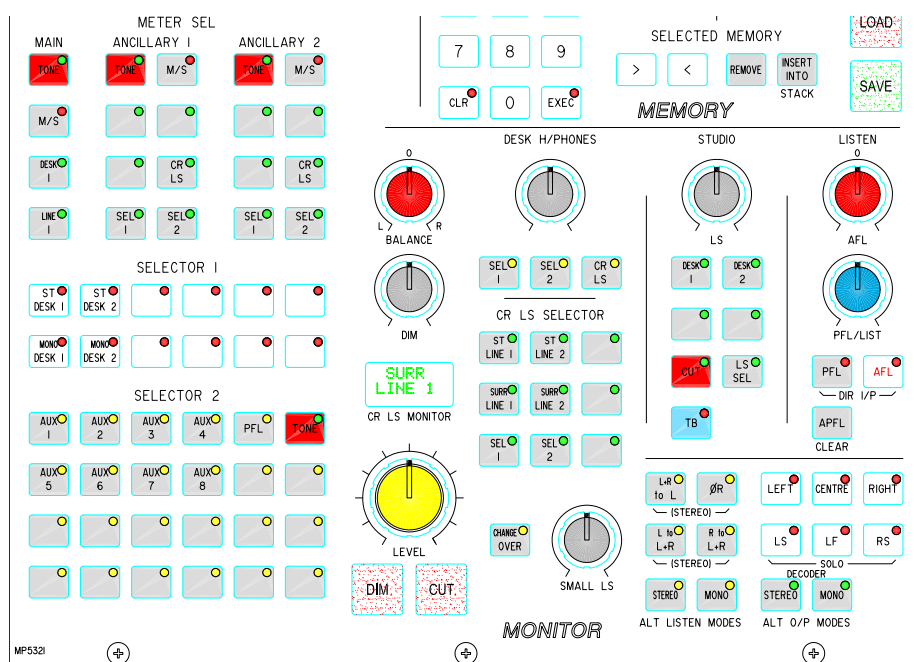 METER SEL
MAIN ANCILLARY 1 ANCILLARY 2
TONE TONE M/S TONE M/S
M/S
DESK 1 CR LS CR LS
LINE 1 SEL 1 SEL 2 SEL 1 SEL 2
SELECTOR 1
ST DESK 1 ST DESK 2
MONO DESK 1 MONO DESK 2
SELECTOR 2
AUX 1 AUX 2 AUX 3 AUX 4 PFL TONE
AUX 5 AUX 6 AUX 7 AUX 8
MP5321
7 8 9
CLR 0 EXEC
SELECTED MEMORY
> < REMOVE INSERT INTO
STACK
MEMORY
LOAD
SAVE
0
L R
BALANCE
DIM
SURR
LINE 1
CR LS MONITOR
LEVEL
DIM CUT
DESK H/PHONES
SEL 1 SEL 2 CR LS
CR LS SELECTOR
ST LINE 1 ST LINE 2
SURR LINE 1 SURR LINE 2
SEL 1 SEL 2
CHANGE OVER
SMALL LS
MONITOR
STUDIO
LS
DESK 1 DESK 2
CUT LS SEL
TB
LISTEN
0
AFL
PFL/LIST
PFL AFL
DIR I/P
APFL
CLEAR
L+R to L ØR
(STEREO)
L to L+R R to L+R
(STEREO)
STEREO MONO
ALT LISTEN MODES
LEFT CENTRE RIGHT
LS LF RS
SOLO
DECODER
STEREO MONO
ALT O/P MODES